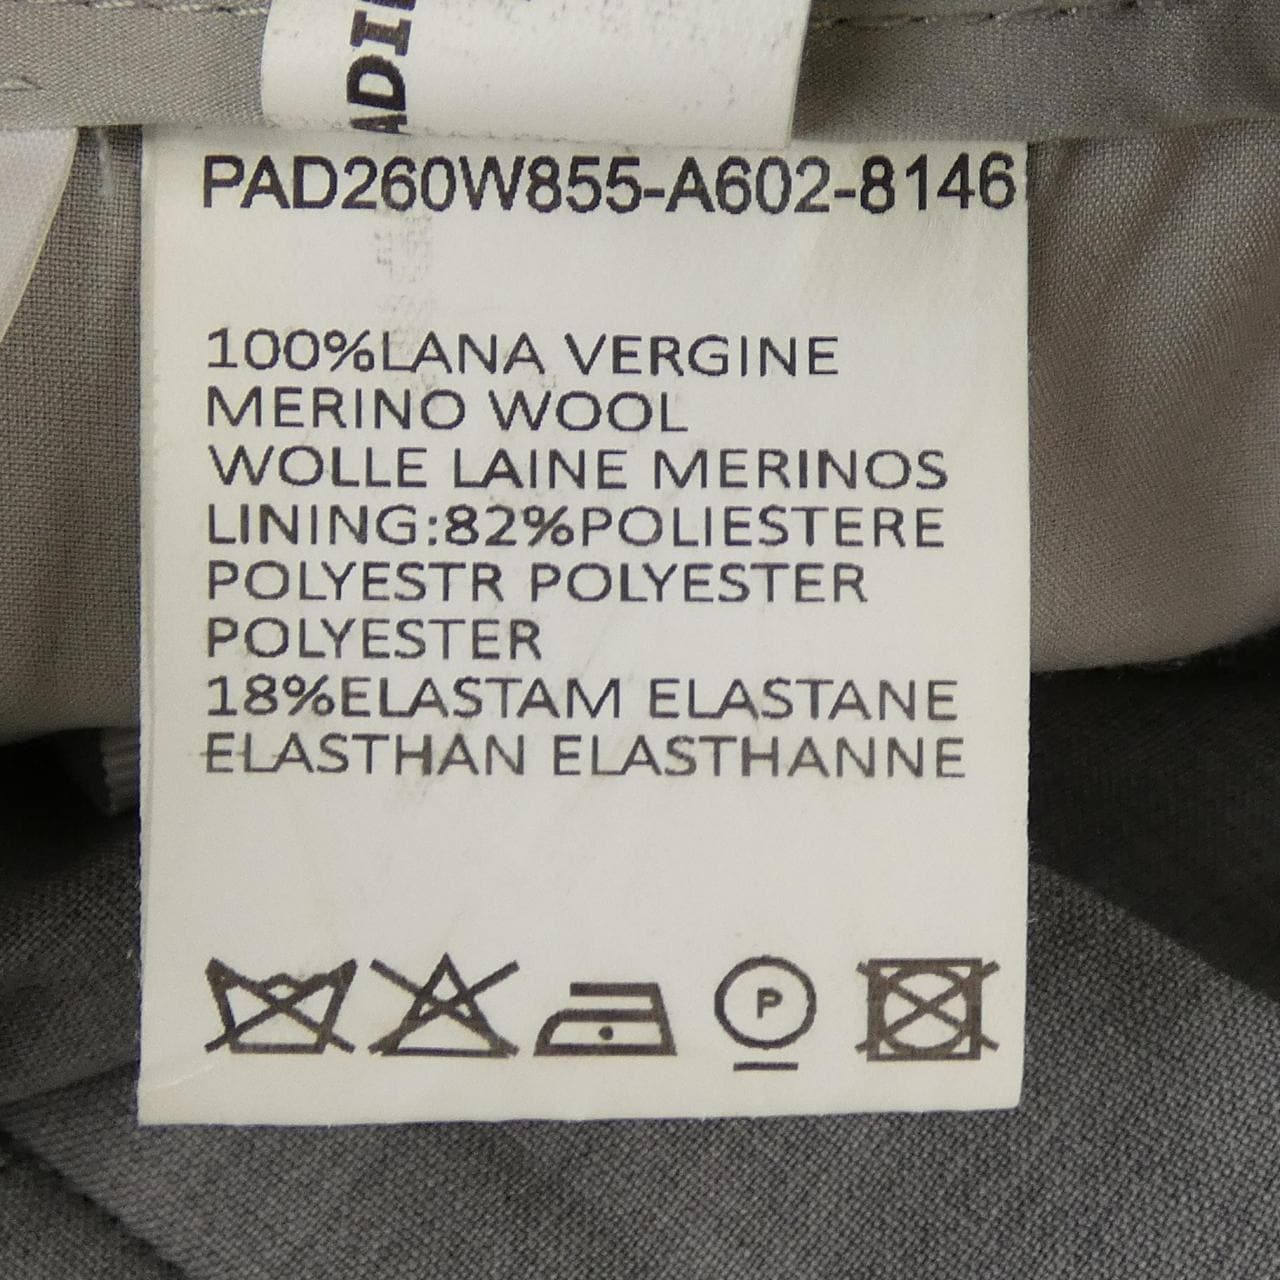 PAD260W855-A602-8146
100%LANA VERGINE
MERINO WOOL
WOLLE LAINE MERINOS
LINING:82%POLIESTERE
POLYESTR POLYESTER
POLYESTER
18%ELASTAM ELASTANE
ELASTHAN ELASTHANNE
P